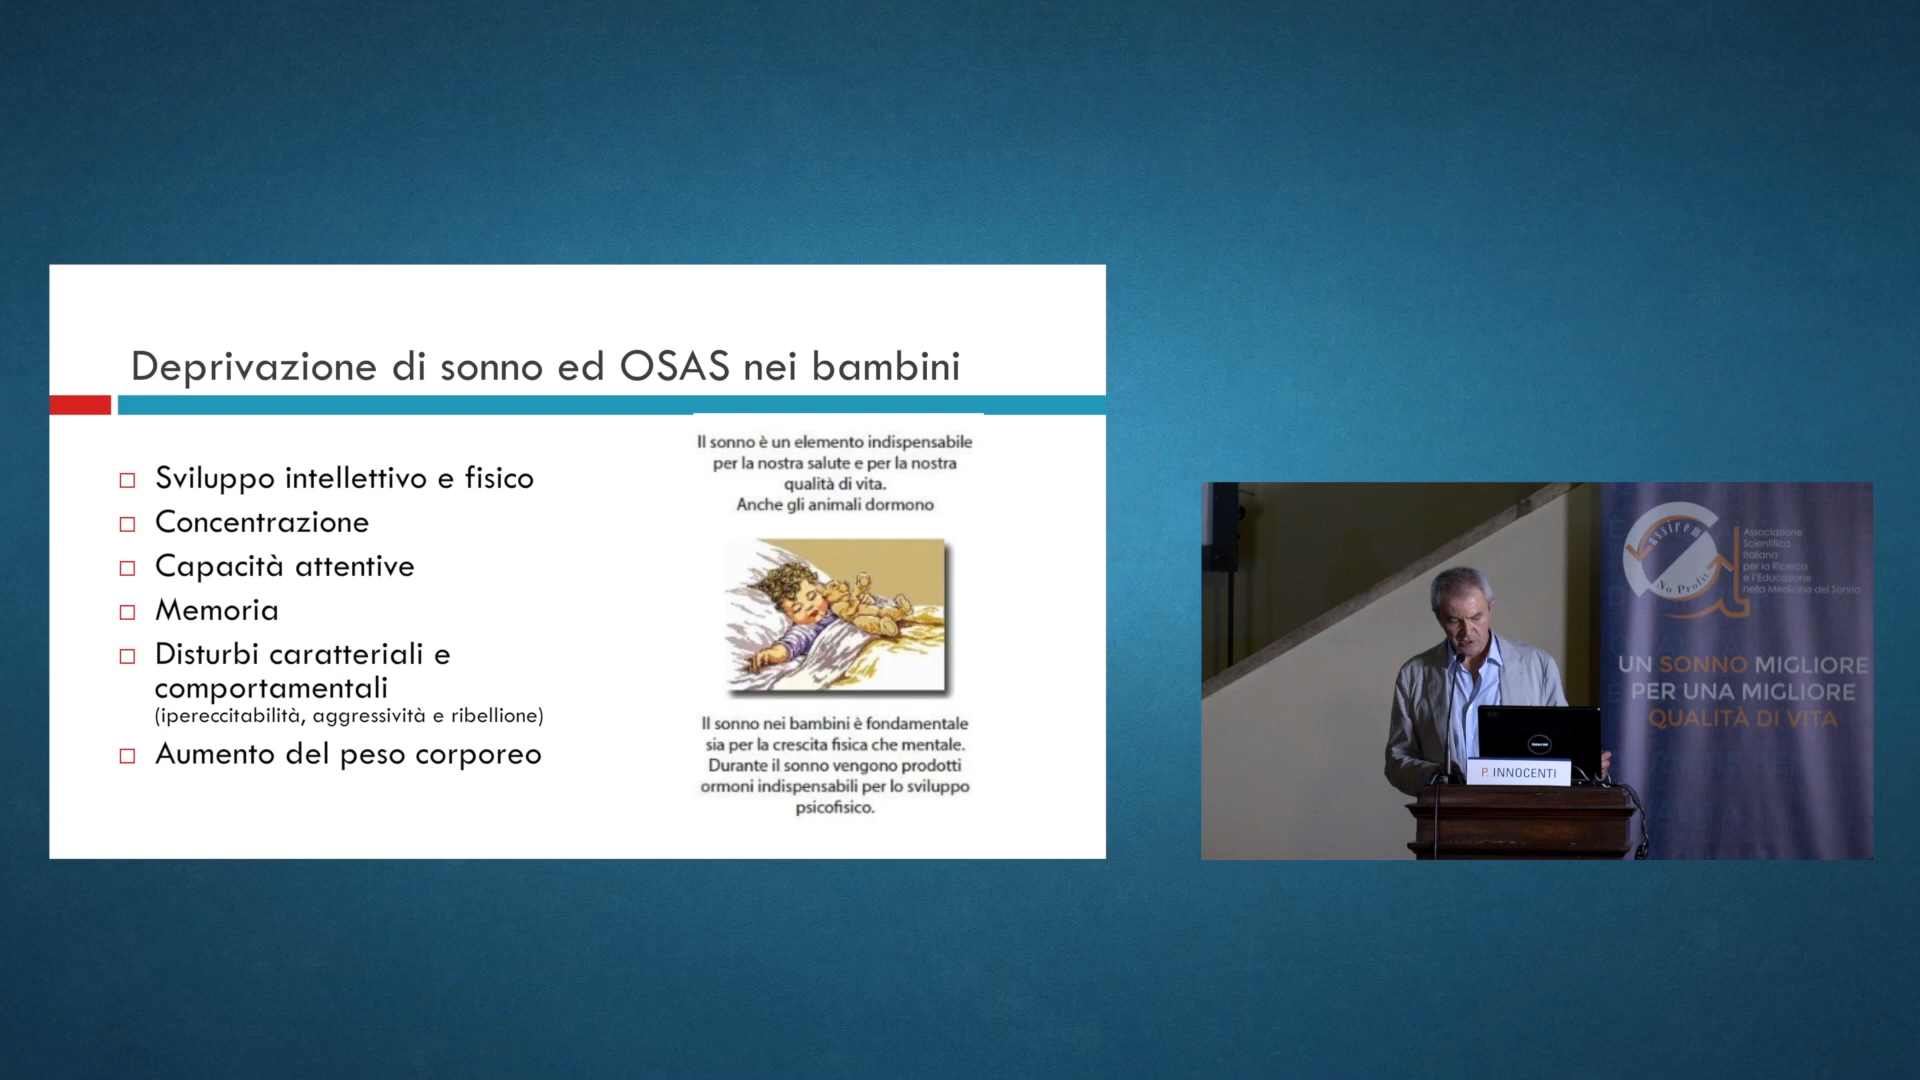 Deprivazione di sonno ed OSAS nei bambini
Sviluppo intellettivo e fisico
Concentrazione
Capacità attentive
Memoria
Disturbi caratteriali e
comportamentali
(ipereccitabilità, aggressività e ribellione)
Aumento del peso corporeo
Il sonno è un elemento indispensabile
per la nostra salute e per la nostra
qualità di vita.
Anche gli animali dormono
Il sonno nei bambini è fondamentale
sia per la crescita fisica che mentale.
Durante il sonno vengono prodotti
ormoni indispensabili per lo sviluppo
psicofisico.
assirem
No Profit
Associazione
Scientifica
Italiana
per la Ricerca
e l'Educazione
nella Medicina del Sonno
UN SONNO MIGLIORE
PER UNA MIGLIORE
QUALITÀ DI VITA
P. INNOCENTI